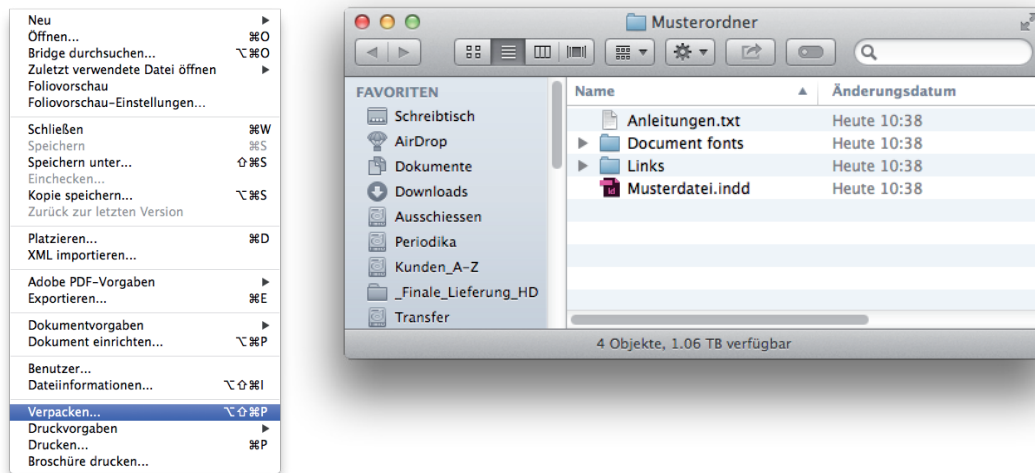 Neu
Öffnen... ⌘O
Bridge durchsuchen... ⌥⌘O
Zuletzt verwendete Datei öffnen
Foliovorschau
Foliovorschau-Einstellungen...
Schließen ⌘W
Speichern ⌘S
Speichern unter... ⇧⌘S
Einchecken...
Kopie speichern... ⌥⌘S
Zurück zur letzten Version
Platzieren... ⌘D
XML importieren...
Adobe PDF-Vorgaben
Exportieren... ⌘E
Dokumentvorgaben
Dokument einrichten... ⌥⌘P
Benutzer...
Dateiinformationen... ⌥⇧⌘I
Verpacken... ⌥⇧⌘P
Druckvorgaben
Drucken... ⌘P
Broschüre drucken...
Musterordner
FAVORITEN
Schreibtisch
AirDrop
Dokumente
Downloads
Ausschiessen
Periodika
Kunden_A-Z
_Finale_Lieferung_HD
Transfer
Name Änderungsdatum
Anleitungen.txt Heute 10:38
Document fonts Heute 10:38
Links Heute 10:38
Id Musterdatei.indd Heute 10:38
4 Objekte, 1.06 TB verfügbar